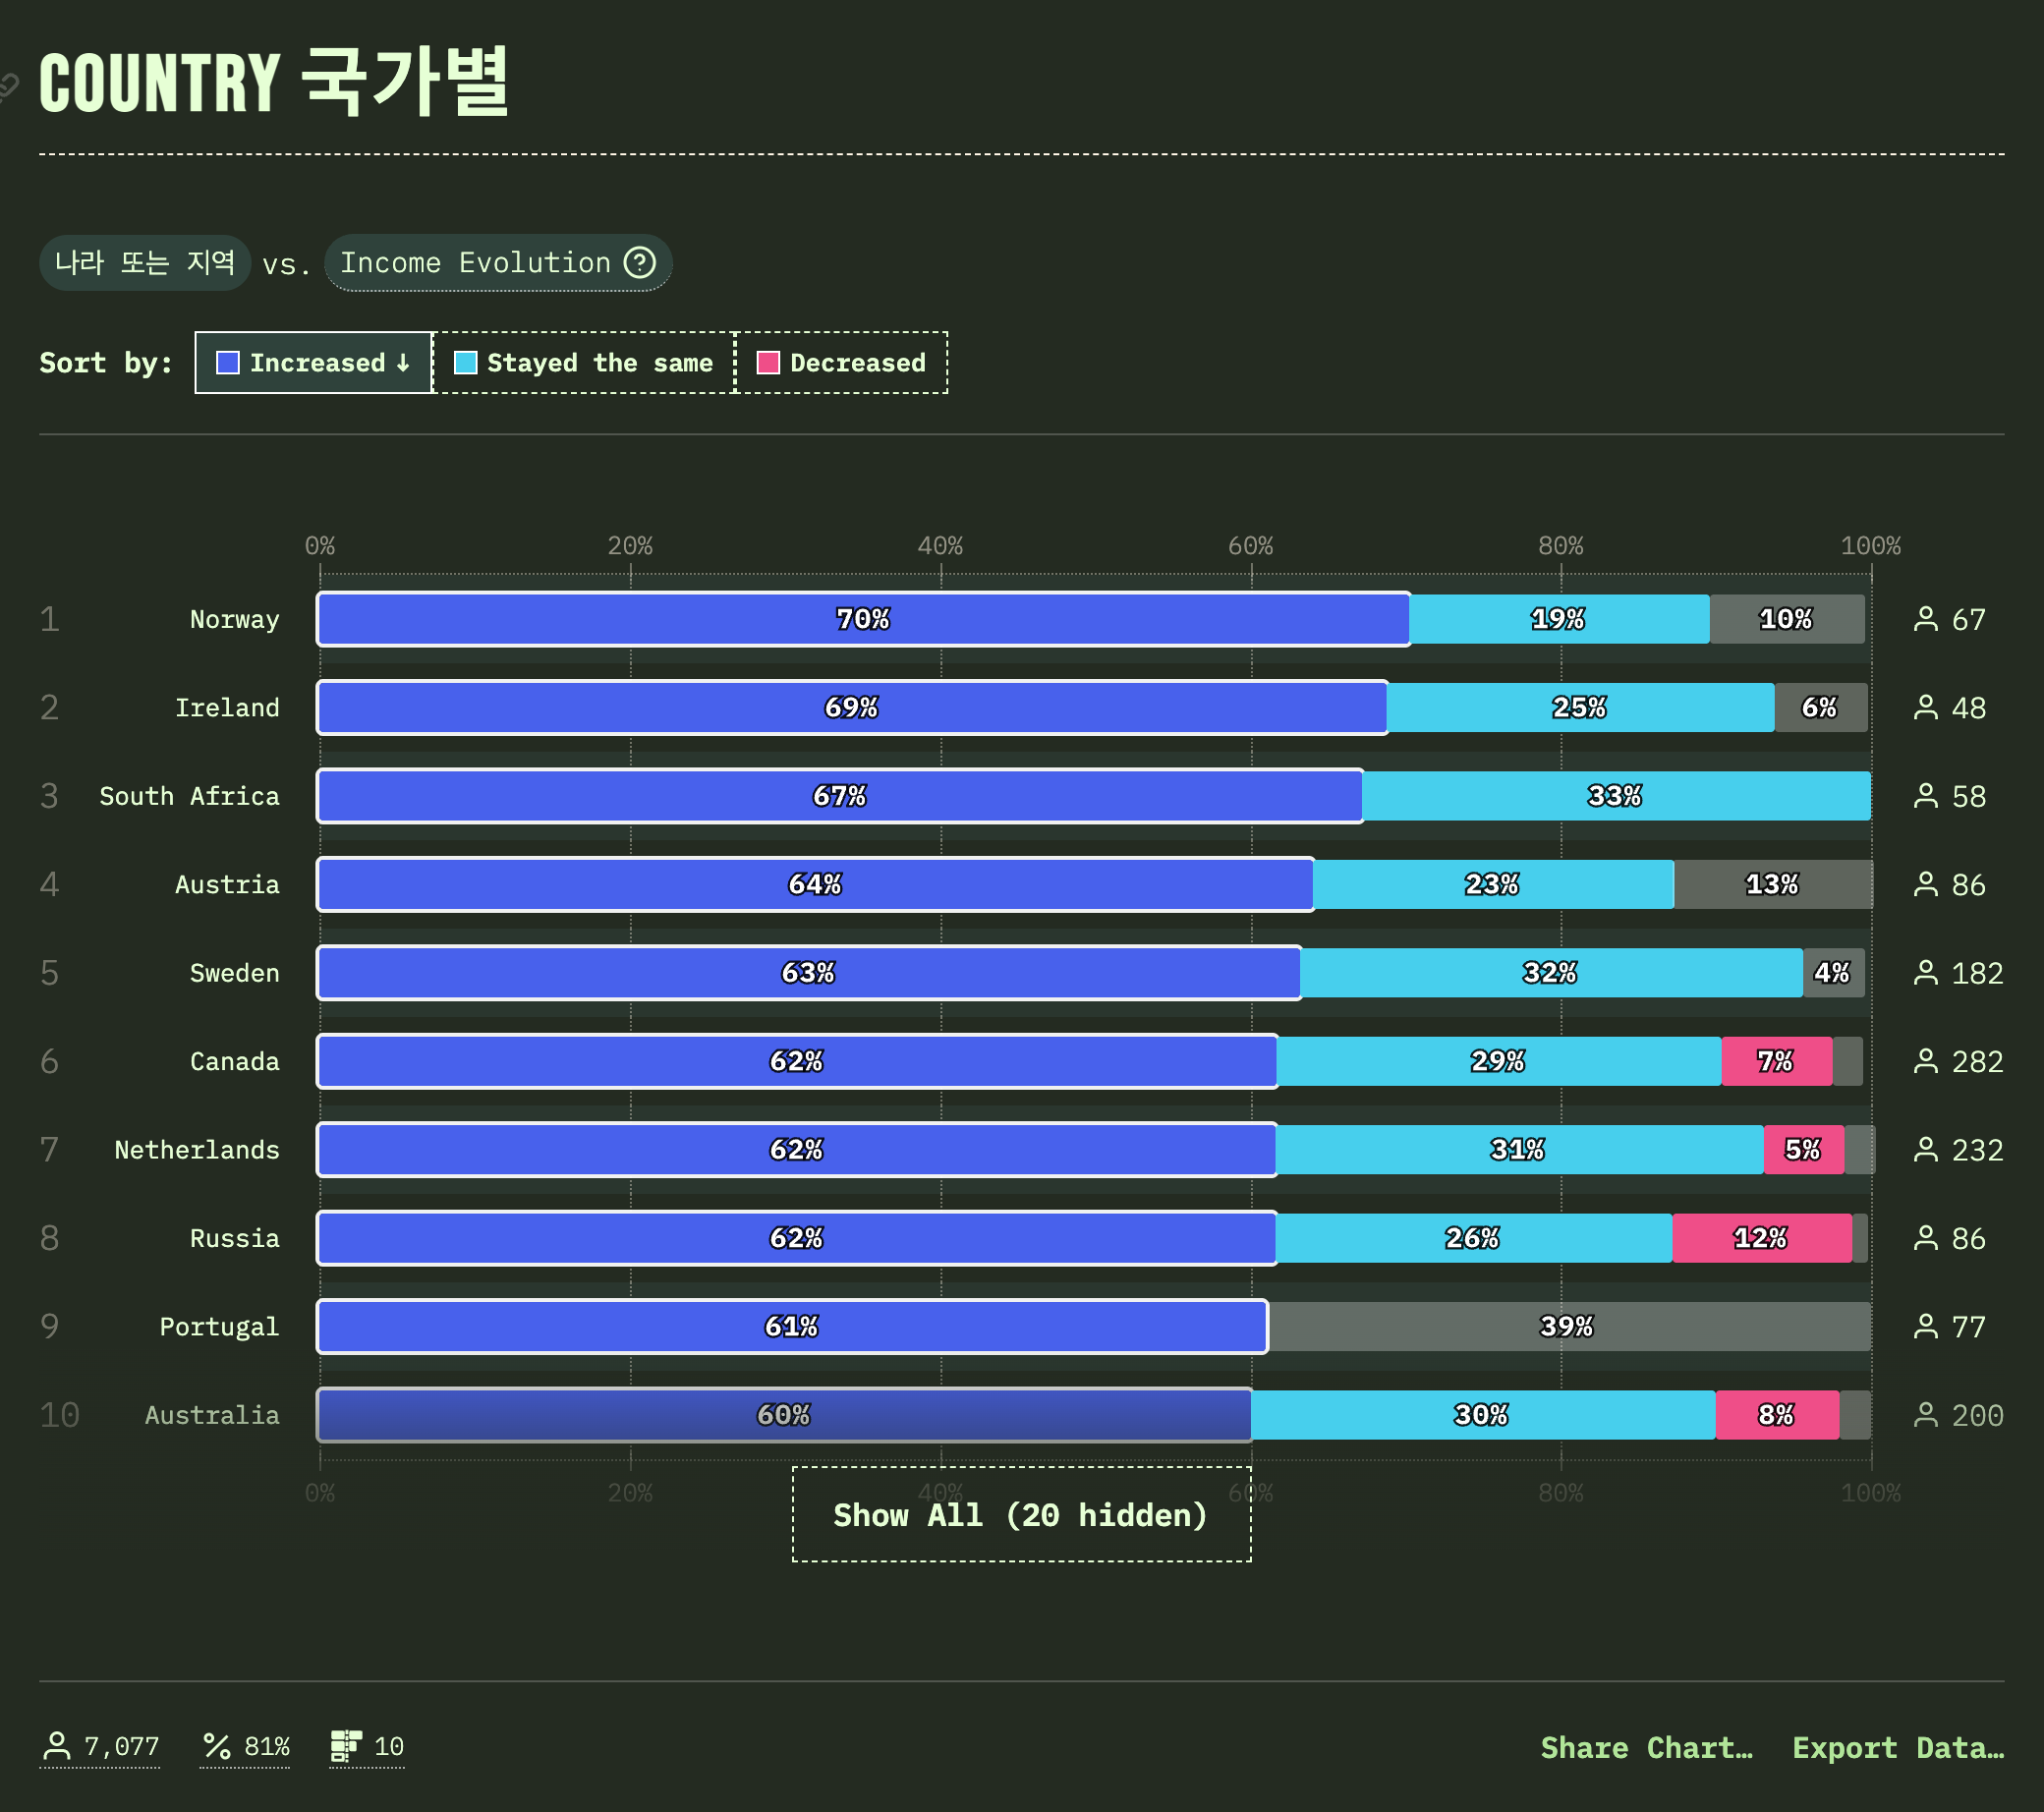 COUNTRY 국가별
나라 또는 지역 vs. Income Evolution ?
Sort by: Increased ↓ Stayed the same Decreased
0% 20% 40% 60% 80% 100%
1 Norway 70% 19% 10% 67
2 Ireland 69% 25% 6% 48
3 South Africa 67% 33% 58
4 Austria 64% 23% 13% 86
5 Sweden 63% 32% 4% 182
6 Canada 62% 29% 7% 282
7 Netherlands 62% 31% 5% 232
8 Russia 62% 26% 12% 86
9 Portugal 61% 39% 77
10 Australia 60% 30% 8% 200
0% 20% 40% 60% 80% 100%
Show All (20 hidden)
7,077 % 81% 10 Share Chart… Export Data…